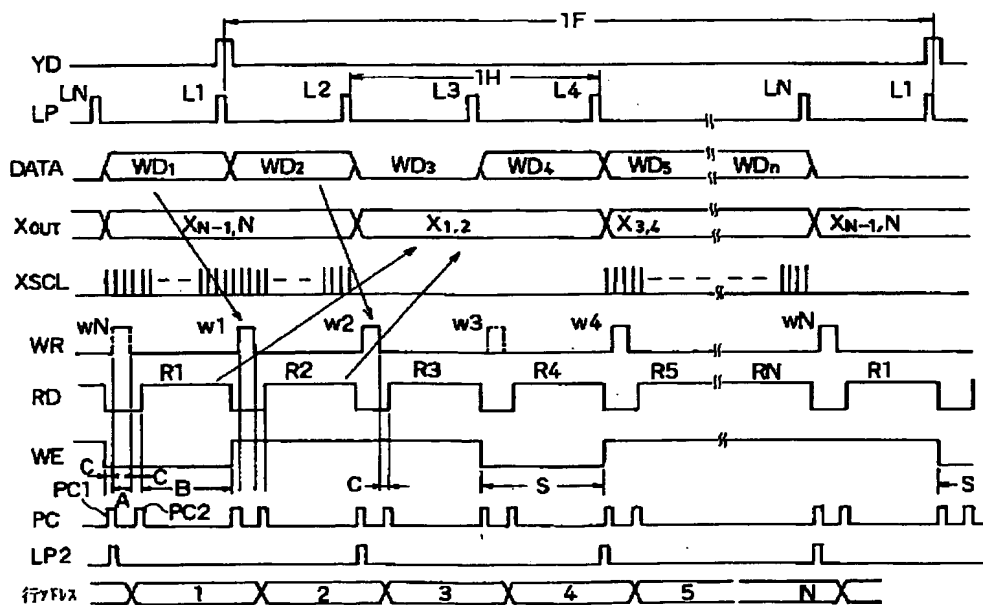 1F
YD
1H
LN L1 L2 L3 L4 LN L1
LP
DATA WD1 WD2 WD3 WD4 WD5 WDn
XOUT XN-1,N X1,2 X3,4 XN-1,N
XSCL
WR wN w1 w2 w3 w4 wN
RD R1 R2 R3 R4 R5 RN R1
WE
C C A B C S S
PC1 PC2
PC
LP2
行アドレス 1 2 3 4 5 N